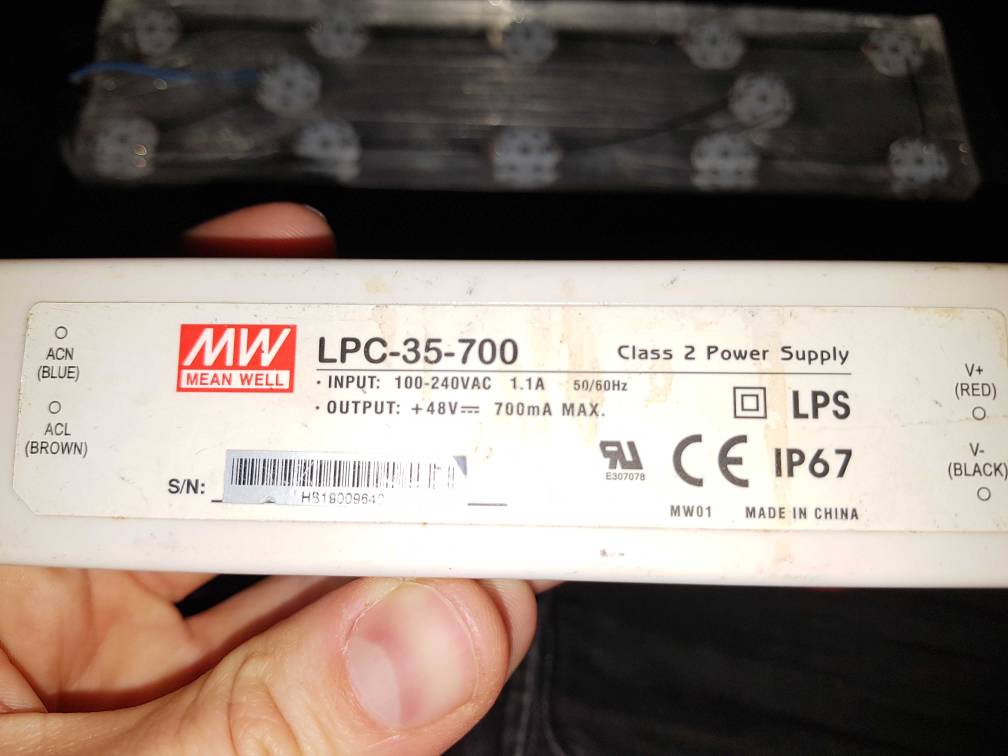 ACN
(BLUE)
ACL
(BROWN)
MW
MEAN WELL
LPC-35-700
Class 2 Power Supply
· INPUT: 100-240VAC 1.1A 50/60Hz
· OUTPUT: +48V⎓ 700mA MAX.
LPS
E307078
CE
IP67
S/N:
MW01 MADE IN CHINA
V+
(RED)
V-
(BLACK)